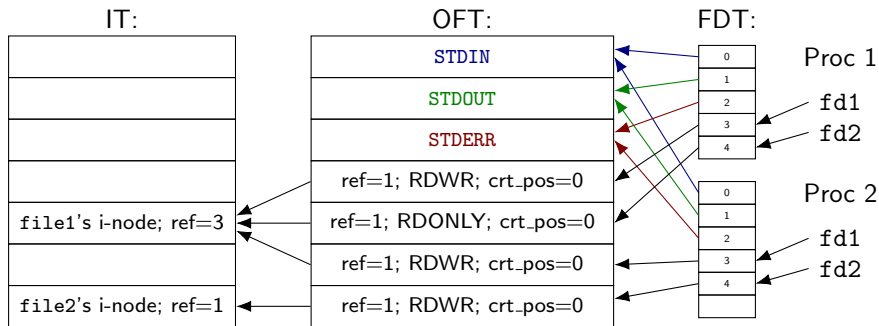 IT:
OFT:
FDT:
STDIN
STDOUT
STDERR
ref=1; RDWR; crt_pos=0
file1's i-node; ref=3
ref=1; RDONLY; crt_pos=0
ref=1; RDWR; crt_pos=0
file2's i-node; ref=1
ref=1; RDWR; crt_pos=0
0
Proc 1
1
2
fd1
3
fd2
4
0
Proc 2
1
2
fd1
3
fd2
4